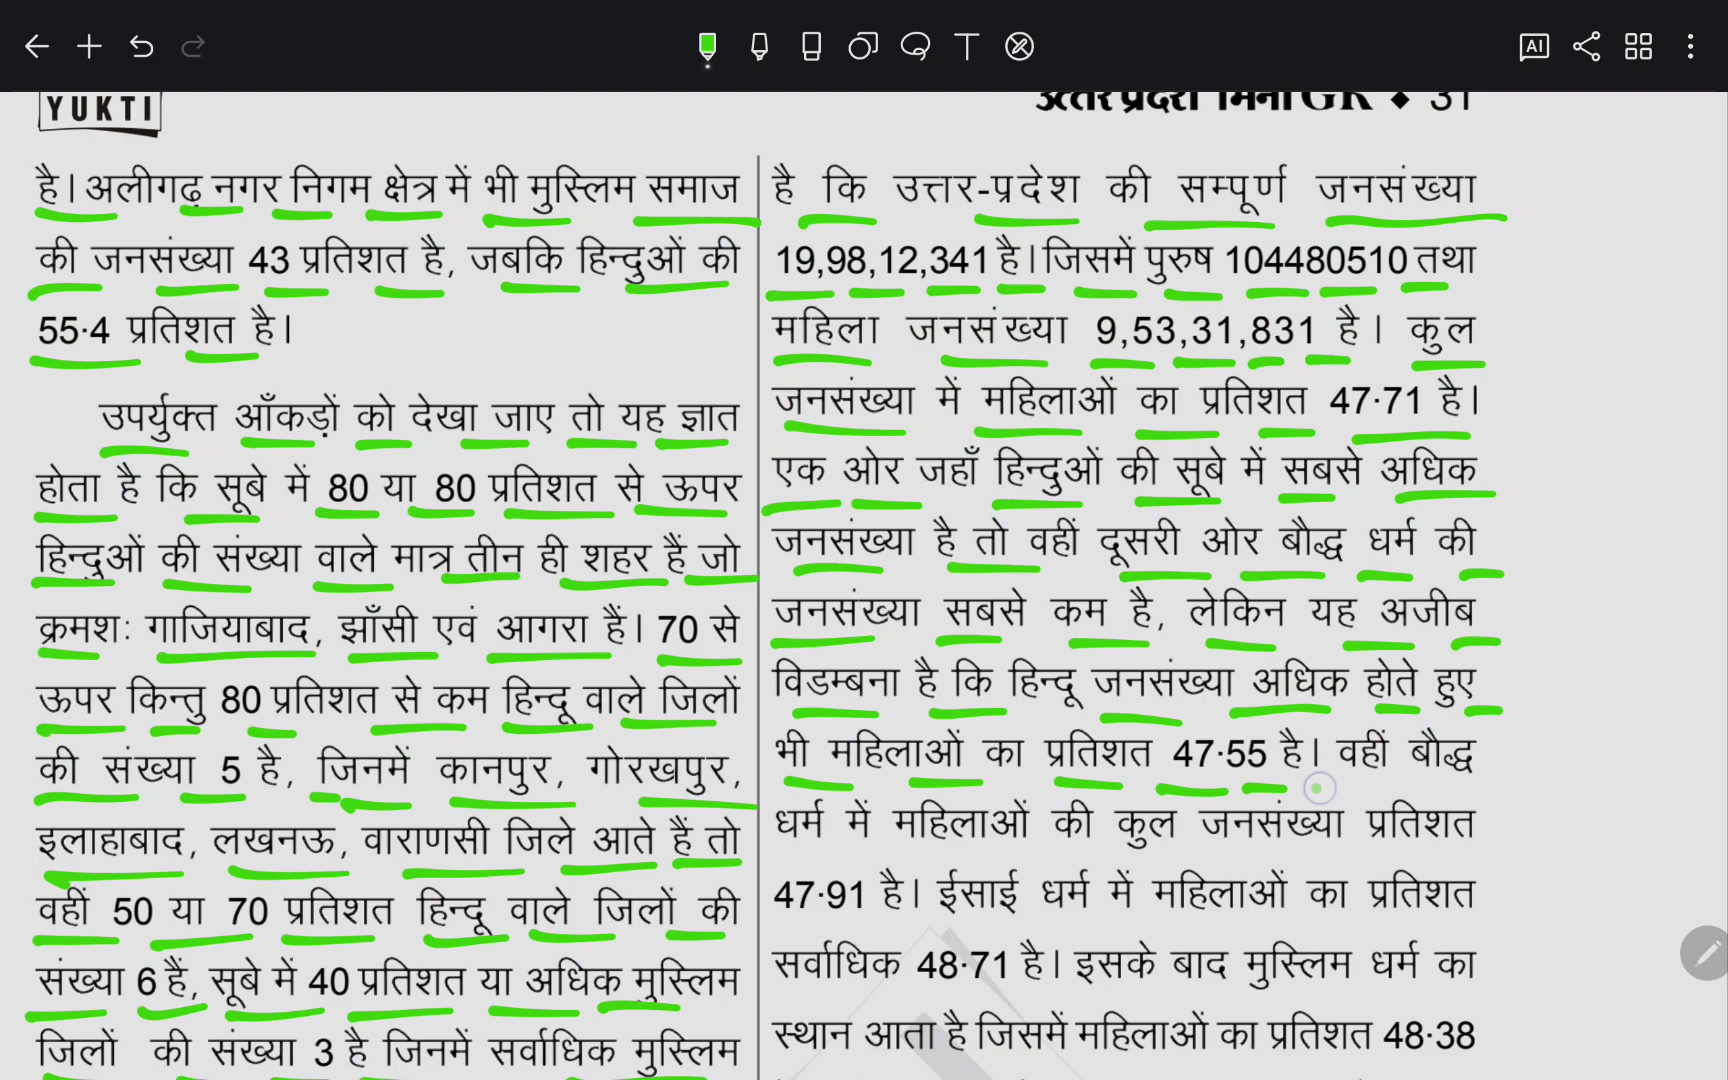 AI
YUKTI
उत्तर प्रदेश मिनी GK ◆ 31
है। अलीगढ़ नगर निगम क्षेत्र में भी मुस्लिम समाज
की जनसंख्या 43 प्रतिशत है, जबकि हिन्दुओं की
55·4 प्रतिशत है।
उपर्युक्त आँकड़ों को देखा जाए तो यह ज्ञात
होता है कि सूबे में 80 या 80 प्रतिशत से ऊपर
हिन्दुओं की संख्या वाले मात्र तीन ही शहर हैं जो
क्रमशः गाजियाबाद, झाँसी एवं आगरा हैं। 70 से
ऊपर किन्तु 80 प्रतिशत से कम हिन्दू वाले जिलों
की संख्या 5 है, जिनमें कानपुर, गोरखपुर,
इलाहाबाद, लखनऊ, वाराणसी जिले आते हैं तो
वहीं 50 या 70 प्रतिशत हिन्दू वाले जिलों की
संख्या 6 हैं, सूबे में 40 प्रतिशत या अधिक मुस्लिम
जिलों की संख्या 3 है जिनमें सर्वाधिक मुस्लिम
है कि उत्तर-प्रदेश की सम्पूर्ण जनसंख्या
19,98,12,341 है। जिसमें पुरुष 104480510 तथा
महिला जनसंख्या 9,53,31,831 है। कुल
जनसंख्या में महिलाओं का प्रतिशत 47·71 है।
एक ओर जहाँ हिन्दुओं की सूबे में सबसे अधिक
जनसंख्या है तो वहीं दूसरी ओर बौद्ध धर्म की
जनसंख्या सबसे कम है, लेकिन यह अजीब
विडम्बना है कि हिन्दू जनसंख्या अधिक होते हुए
भी महिलाओं का प्रतिशत 47·55 है। वहीं बौद्ध
धर्म में महिलाओं की कुल जनसंख्या प्रतिशत
47·91 है। ईसाई धर्म में महिलाओं का प्रतिशत
सर्वाधिक 48·71 है। इसके बाद मुस्लिम धर्म का
स्थान आता है जिसमें महिलाओं का प्रतिशत 48·38